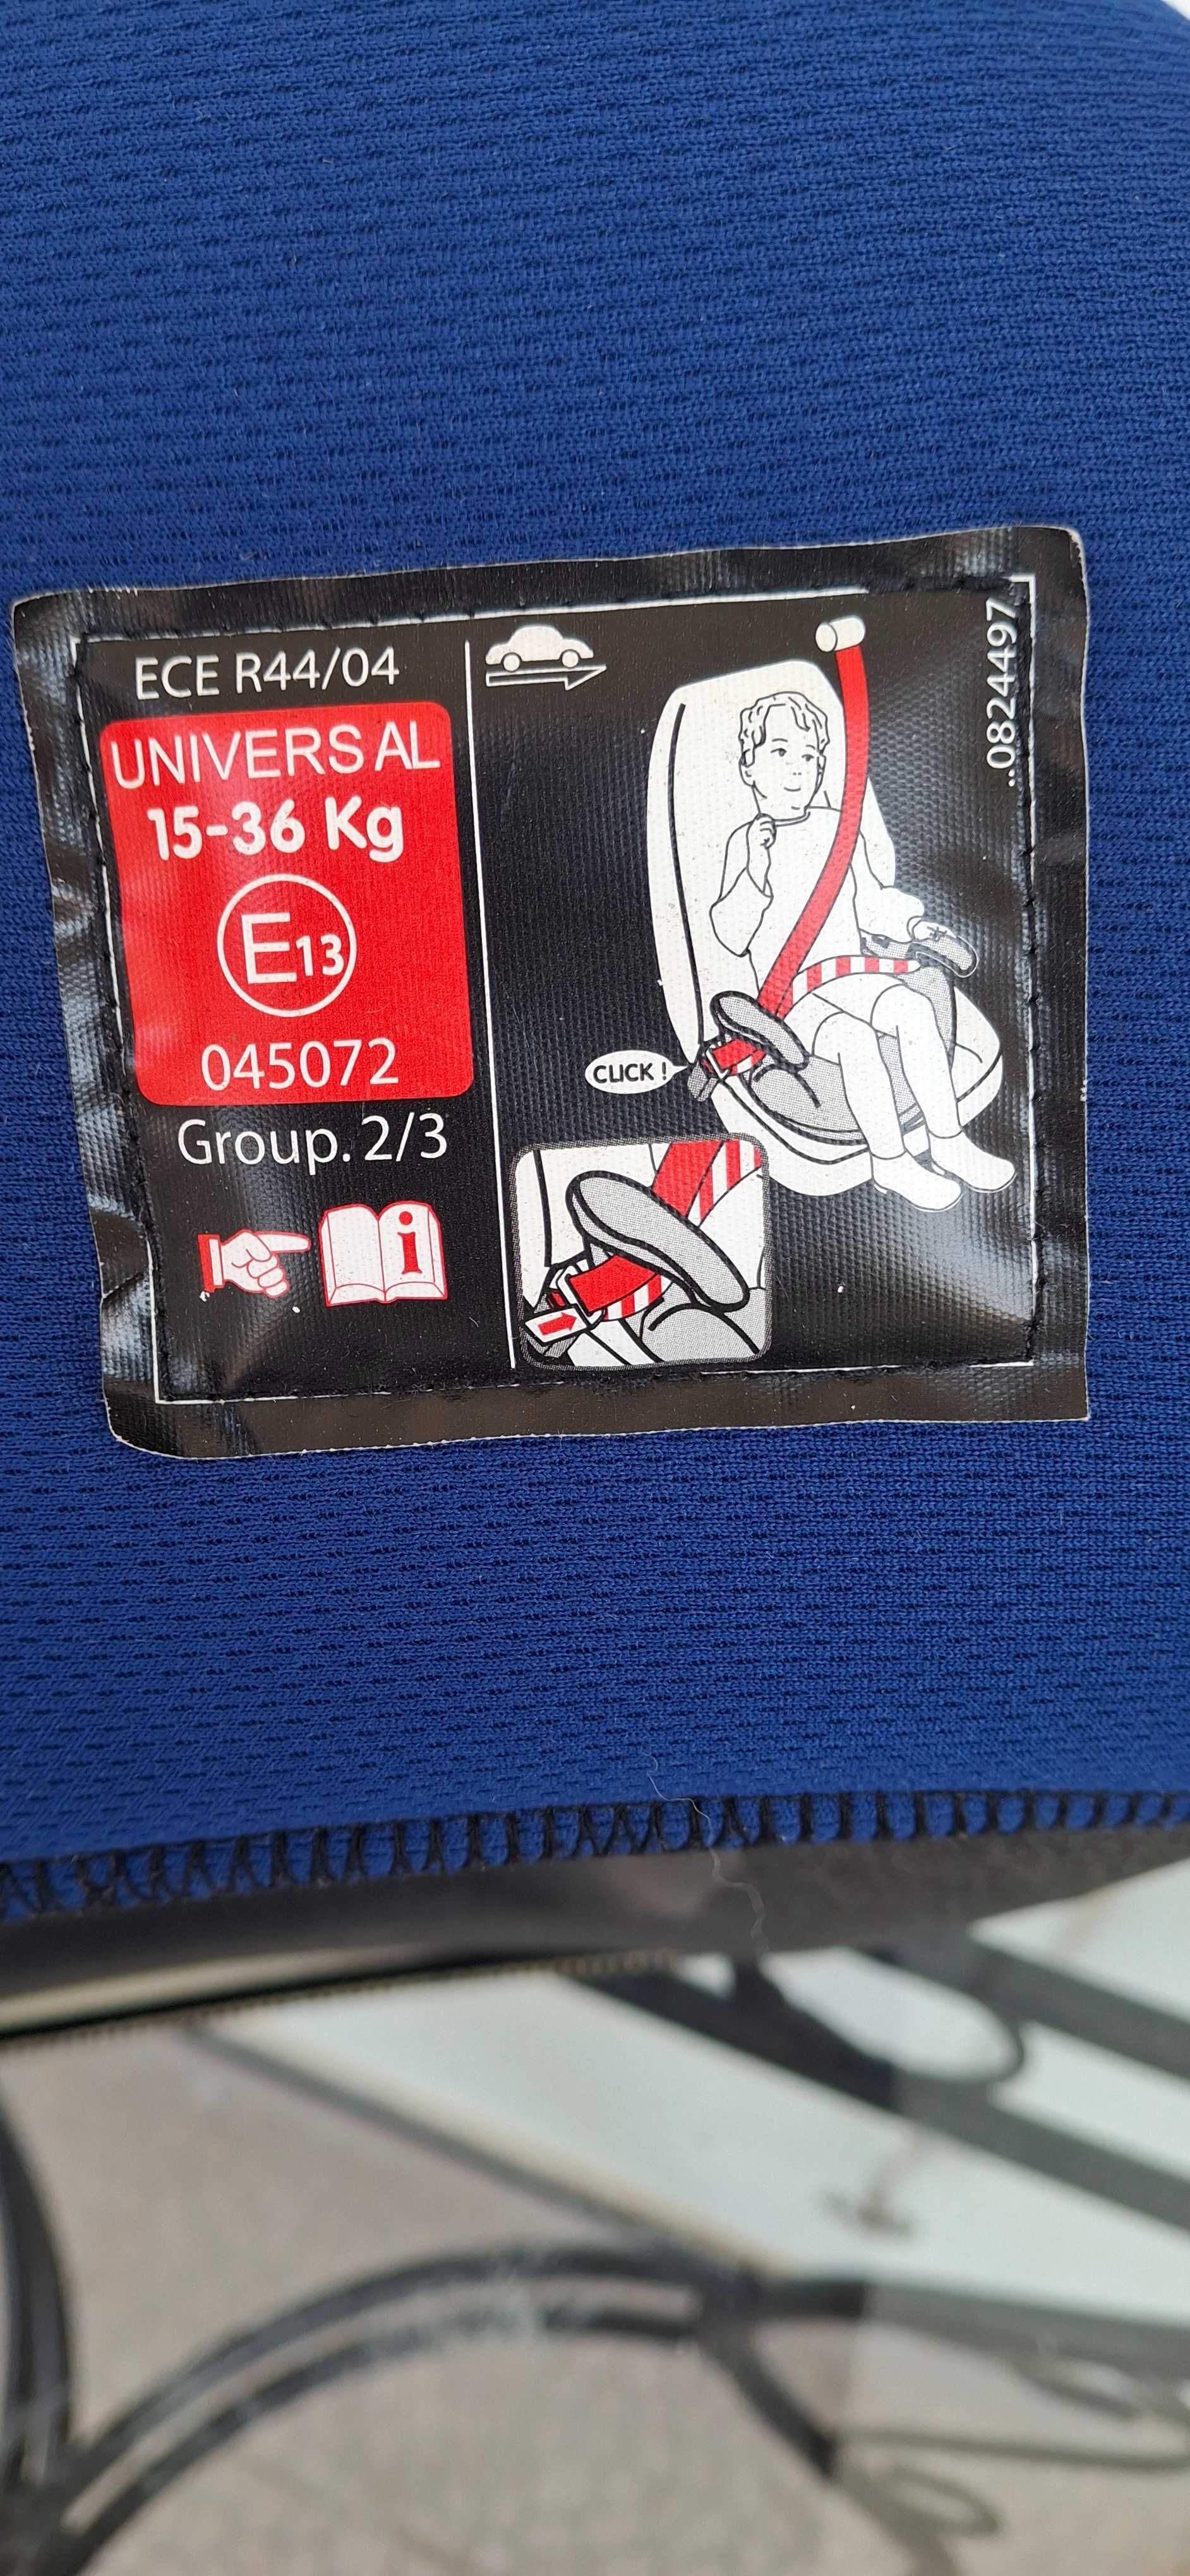 ECE R44/04
UNIVERSAL
15-36 Kg
E13
045072
Group. 2/3
i
CLICK !
..0824497